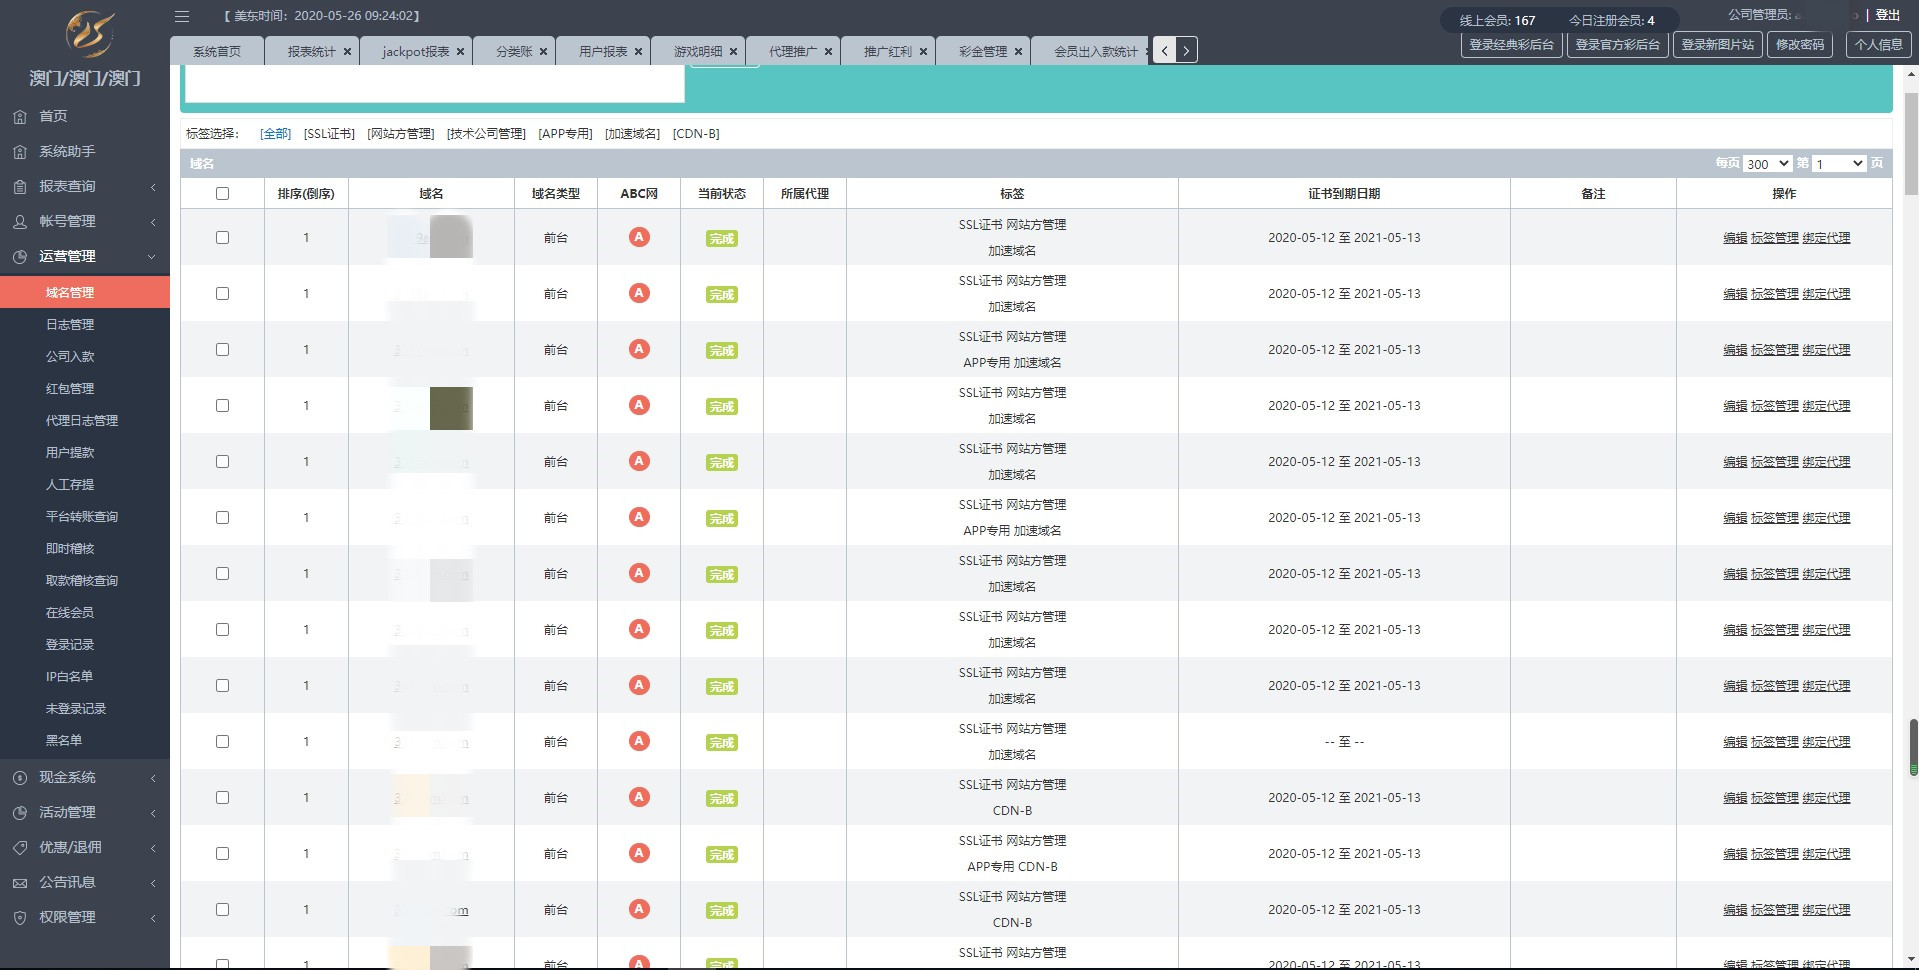 【 美东时间：2020-05-26 09:24:02】
线上会员: 167 今日注册会员: 4
公司管理员: | 登出
系统首页 报表统计 × jackpot报表 × 分类账 × 用户报表 × 游戏明细 × 代理推广 × 推广红利 × 彩金管理 × 会员出入款统计
登录经典彩后台 登录官方彩后台 登录新图片站 修改密码 个人信息
澳门/澳门/澳门
首页
系统助手
报表查询
帐号管理
运营管理
域名管理
日志管理
公司入款
红包管理
代理日志管理
用户提款
人工存提
平台转账查询
即时稽核
取款稽核查询
在线会员
登录记录
IP白名单
未登录记录
黑名单
现金系统
活动管理
优惠/退佣
公告讯息
权限管理
标签选择： [全部] [SSL证书] [网站方管理] [技术公司管理] [APP专用] [加速域名] [CDN-B]
域名 每页 300 第 1 页
排序(倒序) 域名 域名类型 ABC网 当前状态 所属代理 标签 证书到期日期 备注 操作
1 前台 A 完成 SSL证书 网站方管理 2020-05-12 至 2021-05-13 编辑 标签管理 绑定代理
加速域名
1 前台 A 完成 SSL证书 网站方管理 2020-05-12 至 2021-05-13 编辑 标签管理 绑定代理
加速域名
1 前台 A 完成 SSL证书 网站方管理 2020-05-12 至 2021-05-13 编辑 标签管理 绑定代理
APP专用 加速域名
1 前台 A 完成 SSL证书 网站方管理 2020-05-12 至 2021-05-13 编辑 标签管理 绑定代理
加速域名
1 前台 A 完成 SSL证书 网站方管理 2020-05-12 至 2021-05-13 编辑 标签管理 绑定代理
加速域名
1 前台 A 完成 SSL证书 网站方管理 2020-05-12 至 2021-05-13 编辑 标签管理 绑定代理
APP专用 加速域名
1 前台 A 完成 SSL证书 网站方管理 2020-05-12 至 2021-05-13 编辑 标签管理 绑定代理
加速域名
1 前台 A 完成 SSL证书 网站方管理 2020-05-12 至 2021-05-13 编辑 标签管理 绑定代理
加速域名
1 前台 A 完成 SSL证书 网站方管理 2020-05-12 至 2021-05-13 编辑 标签管理 绑定代理
加速域名
1 前台 A 完成 SSL证书 网站方管理 -- 至 -- 编辑 标签管理 绑定代理
加速域名
1 前台 A 完成 SSL证书 网站方管理 2020-05-12 至 2021-05-13 编辑 标签管理 绑定代理
CDN-B
1 前台 A 完成 SSL证书 网站方管理 2020-05-12 至 2021-05-13 编辑 标签管理 绑定代理
APP专用 CDN-B
1 前台 A 完成 SSL证书 网站方管理 2020-05-12 至 2021-05-13 编辑 标签管理 绑定代理
CDN-B
1 前台 A 完成 SSL证书 网站方管理 2020-05-12 至 2021-05-13 编辑 标签管理 绑定代理